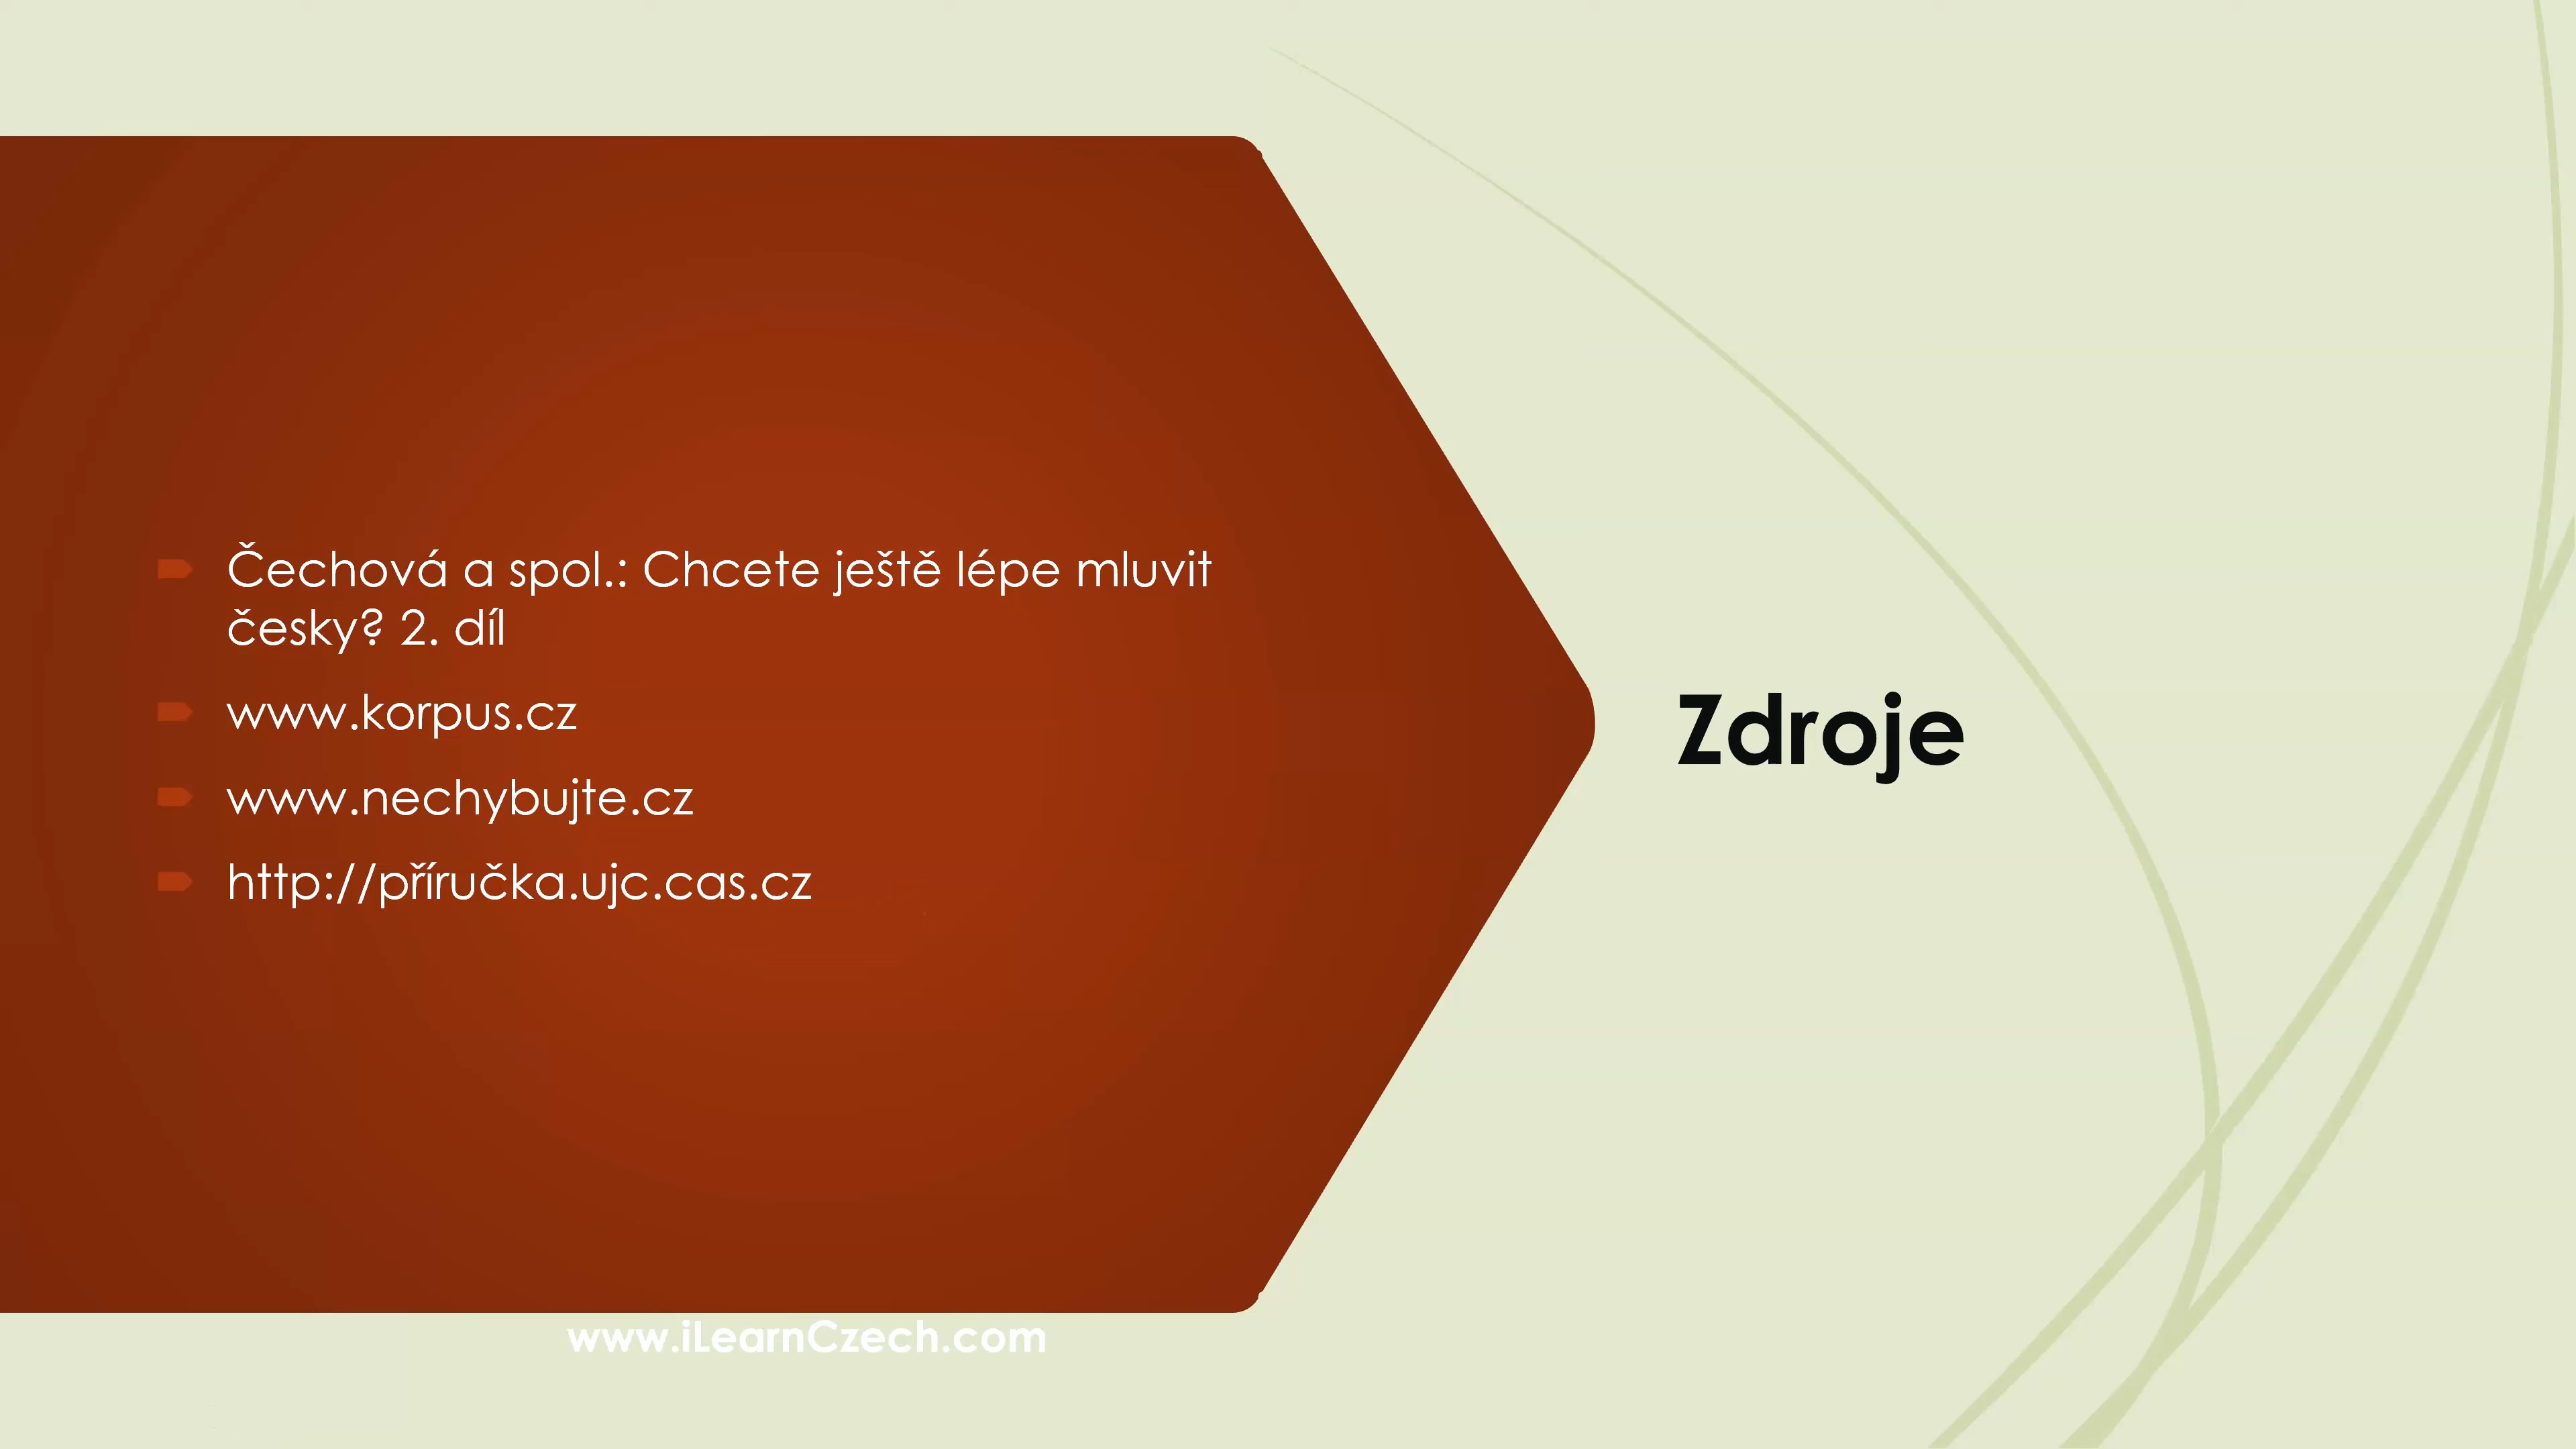 Čechová a spol.: Chcete ještě lépe mluvit
česky? 2. díl
www.korpus.cz
www.nechybujte.cz
http://příručka.ujc.cas.cz
Zdroje
www.iLearnCzech.com